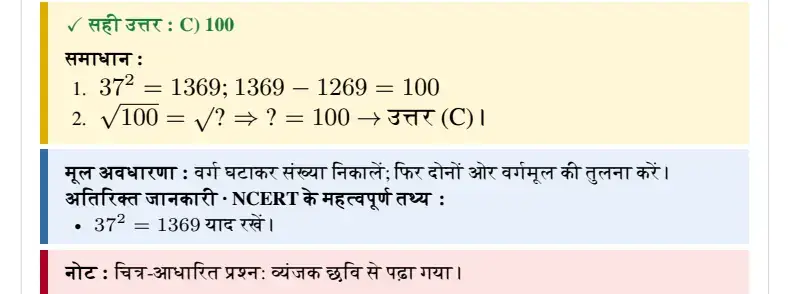 ✓ सही उत्तर : C) 100
समाधान :
1. 37² = 1369; 1369 − 1269 = 100
2. √100 = √? ⇒ ? = 100 → उत्तर (C)।
मूल अवधारणा : वर्ग घटाकर संख्या निकालें; फिर दोनों ओर वर्गमूल की तुलना करें।
अतिरिक्त जानकारी · NCERT के महत्वपूर्ण तथ्य :
• 37² = 1369 याद रखें।
नोट : चित्र-आधारित प्रश्न: व्यंजक छवि से पढ़ा गया।